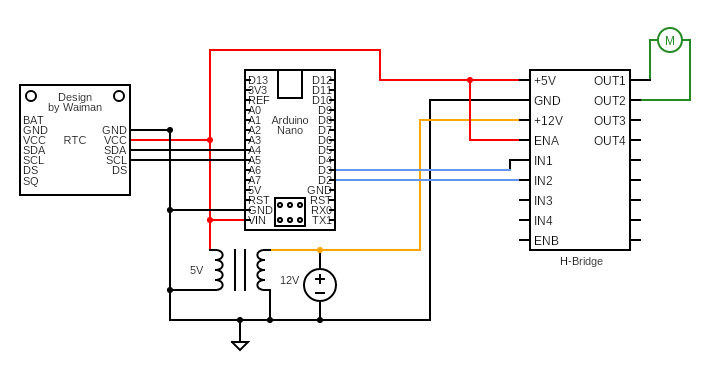 M
Design
by Waiman
BAT
GND
VCC
SDA
SCL
DS
SQ
RTC
GND
VCC
SDA
SCL
DS
D13
3V3
REF
A0
A1
A2
A3
A4
A5
A6
A7
5V
RST
GND
VIN
Arduino
Nano
D12
D11
D10
D9
D8
D7
D6
D5
D4
D3
D2
GND
RST
RX0
TX1
+5V
GND
+12V
ENA
IN1
IN2
IN3
IN4
ENB
OUT1
OUT2
OUT3
OUT4
H-Bridge
5V
12V